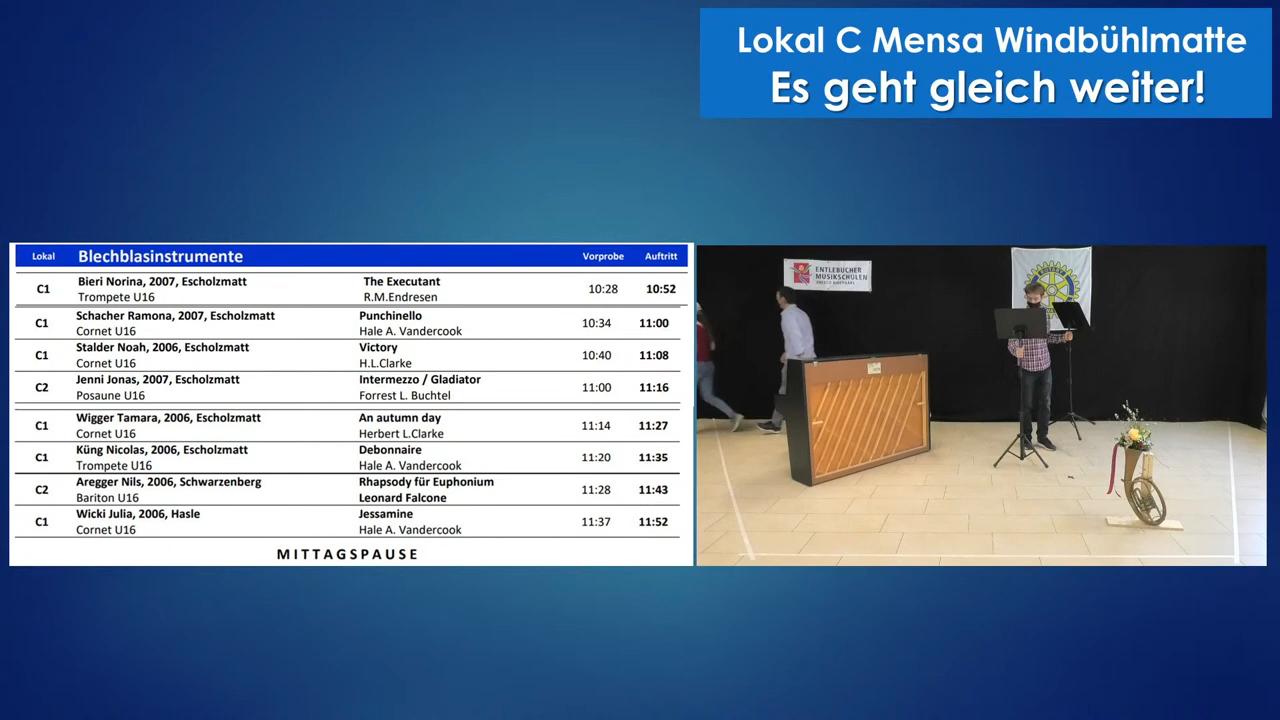 Lokal C Mensa Windbühlmatte
Es geht gleich weiter!
Lokal Blechblasinstrumente Vorprobe Auftritt
C1 Bieri Norina, 2007, Escholzmatt The Executant 10:28 10:52
Trompete U16 R.M.Endresen
C1 Schacher Ramona, 2007, Escholzmatt Punchinello 10:34 11:00
Cornet U16 Hale A. Vandercook
C1 Stalder Noah, 2006, Escholzmatt Victory 10:40 11:08
Cornet U16 H.L.Clarke
C2 Jenni Jonas, 2007, Escholzmatt Intermezzo / Gladiator 11:00 11:16
Posaune U16 Forrest L. Buchtel
C1 Wigger Tamara, 2006, Escholzmatt An autumn day 11:14 11:27
Cornet U16 Herbert L.Clarke
C1 Küng Nicolas, 2006, Escholzmatt Debonnaire 11:20 11:35
Trompete U16 Hale A. Vandercook
C2 Aregger Nils, 2006, Schwarzenberg Rhapsody für Euphonium 11:28 11:43
Bariton U16 Leonard Falcone
C1 Wicki Julia, 2006, Hasle Jessamine 11:37 11:52
Cornet U16 Hale A. Vandercook
MITTAGSPAUSE
ENTLEBUCHER
MUSIKSCHULEN
ROTARY